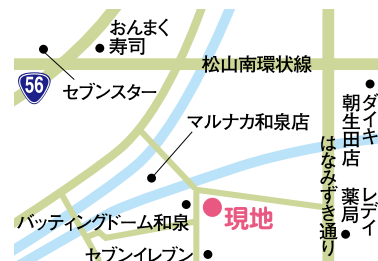 おんまく
寿司
松山南環状線
56
セブンスター
マルナカ和泉店
ダイキ
朝生田店
はなみずき通り
レデイ
薬局
バッティングドーム和泉
現地
セブンイレブン